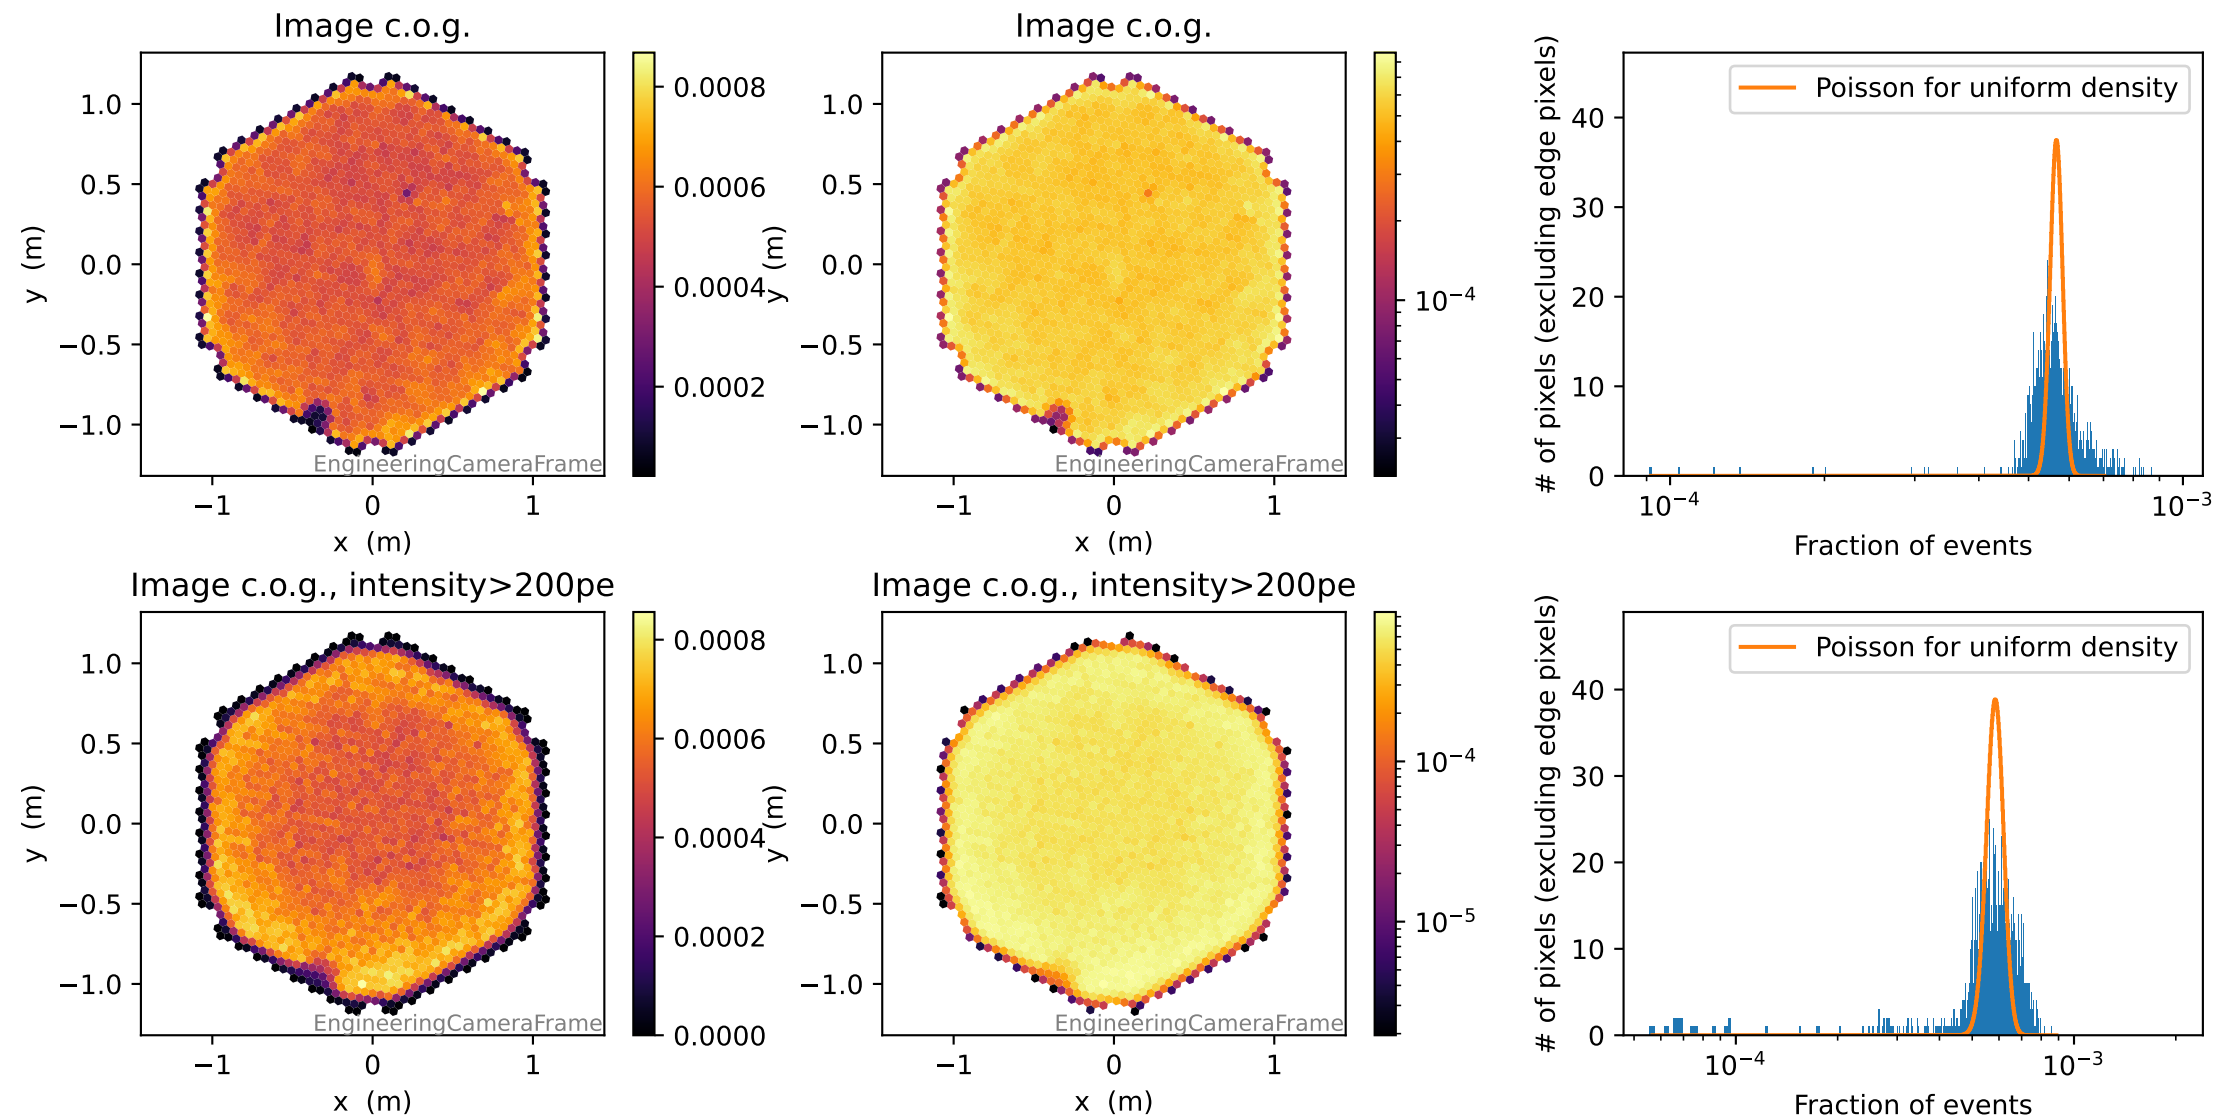 Image c.o.g.
1.0
0.5
0.0
−0.5
−1.0
y (m)
−1
0
1
x (m)
EngineeringCameraFrame
0.0008
0.0006
0.0004
0.0002
Image c.o.g.
1.0
0.5
0.0
−0.5
−1.0
y (m)
−1
0
1
x (m)
EngineeringCameraFrame
10⁻⁴
# of pixels (excluding edge pixels)
40
30
20
10
0
Poisson for uniform density
10⁻⁴
10⁻³
Fraction of events
Image c.o.g., intensity>200pe
1.0
0.5
0.0
−0.5
−1.0
y (m)
−1
0
1
x (m)
EngineeringCameraFrame
0.0008
0.0006
0.0004
0.0002
0.0000
Image c.o.g., intensity>200pe
1.0
0.5
0.0
−0.5
−1.0
y (m)
−1
0
1
x (m)
EngineeringCameraFrame
10⁻⁴
10⁻⁵
# of pixels (excluding edge pixels)
40
30
20
10
0
Poisson for uniform density
10⁻⁴
10⁻³
Fraction of events